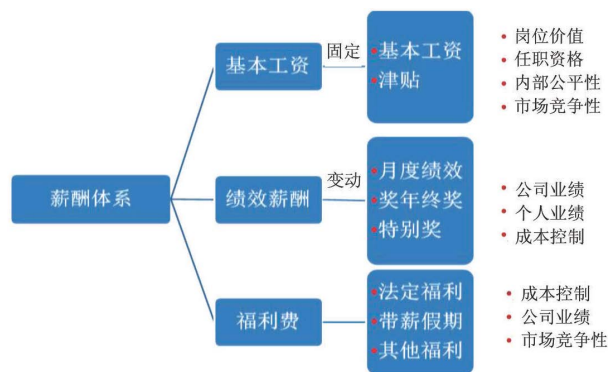 薪酬体系
基本工资
固定
基本工资
津贴
岗位价值
任职资格
内部公平性
市场竞争性
绩效薪酬
变动
月度绩效
奖年终奖
特别奖
公司业绩
个人业绩
成本控制
福利费
法定福利
带薪假期
其他福利
成本控制
公司业绩
市场竞争性